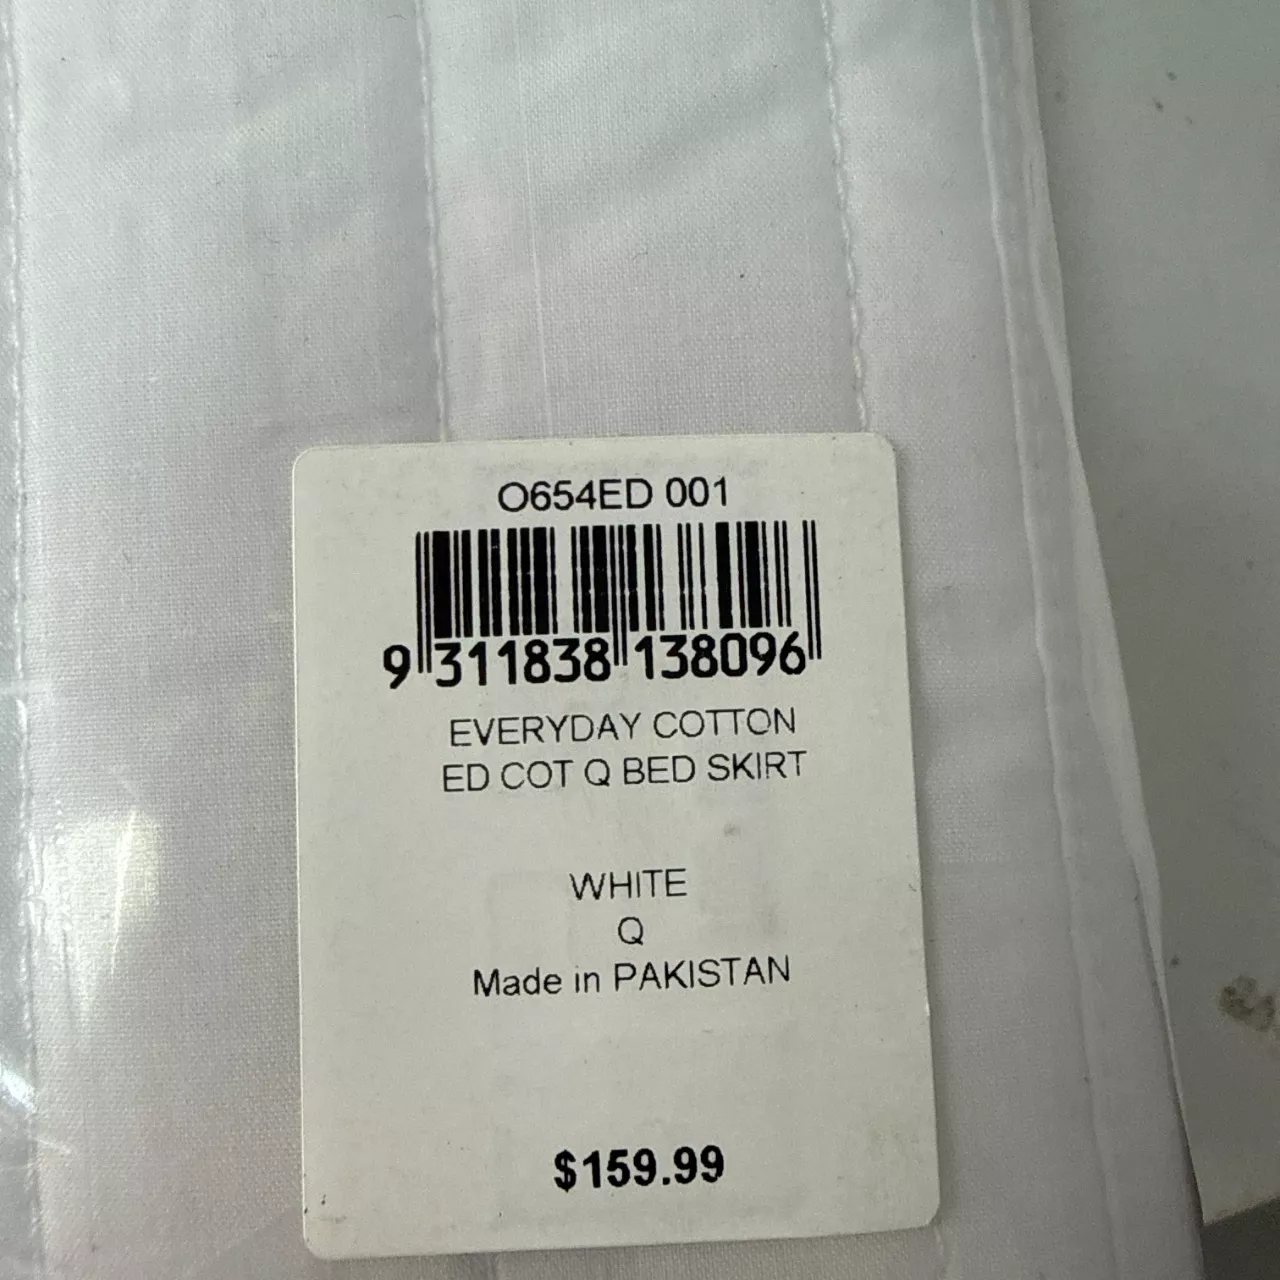 O654ED 001
9 311838 138096
EVERYDAY COTTON
ED COT Q BED SKIRT
WHITE
Q
Made in PAKISTAN
$159.99